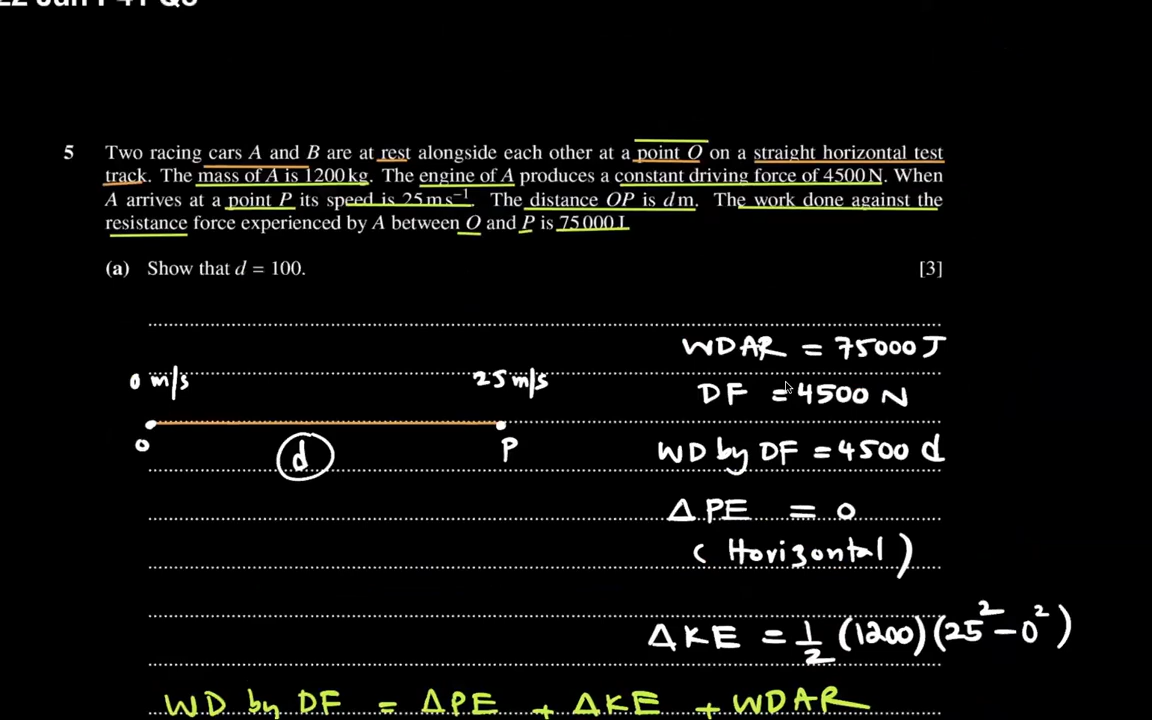 5 Two racing cars A and B are at rest alongside each other at a point O on a straight horizontal test
track. The mass of A is 1200 kg. The engine of A produces a constant driving force of 4500 N. When
A arrives at a point P its speed is 25 m s⁻¹. The distance OP is d m. The work done against the
resistance force experienced by A between O and P is 75 000 J
(a) Show that d = 100. [3]
WDAR = 75000 J
0 m/s 25 m/s
DF = 4500 N
O d P
WD by DF = 4500 d
Δ PE = 0
( Horizontal )
Δ KE = 1/2 (1200) (25² - 0²)
WD by DF = ΔPE + ΔKE + WDAR